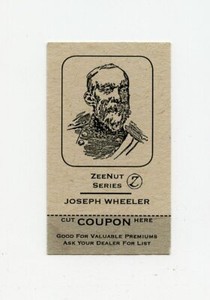 ZEENUT
SERIES Z
JOSEPH WHEELER
CUT COUPON HERE
GOOD FOR VALUABLE PREMIUMS
ASK YOUR DEALER FOR LIST